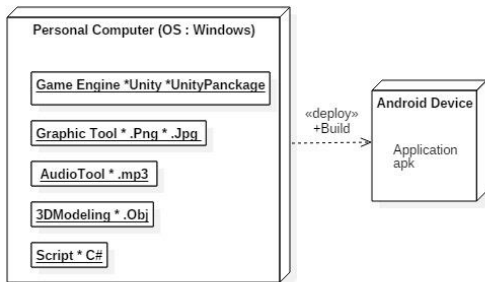 Personal Computer (OS : Windows)
Game Engine *Unity *UnityPanckage
Graphic Tool * .Png * .Jpg
AudioTool * .mp3
3DModeling * .Obj
Script * C#
«deploy»
+Build
Android Device
Application
apk